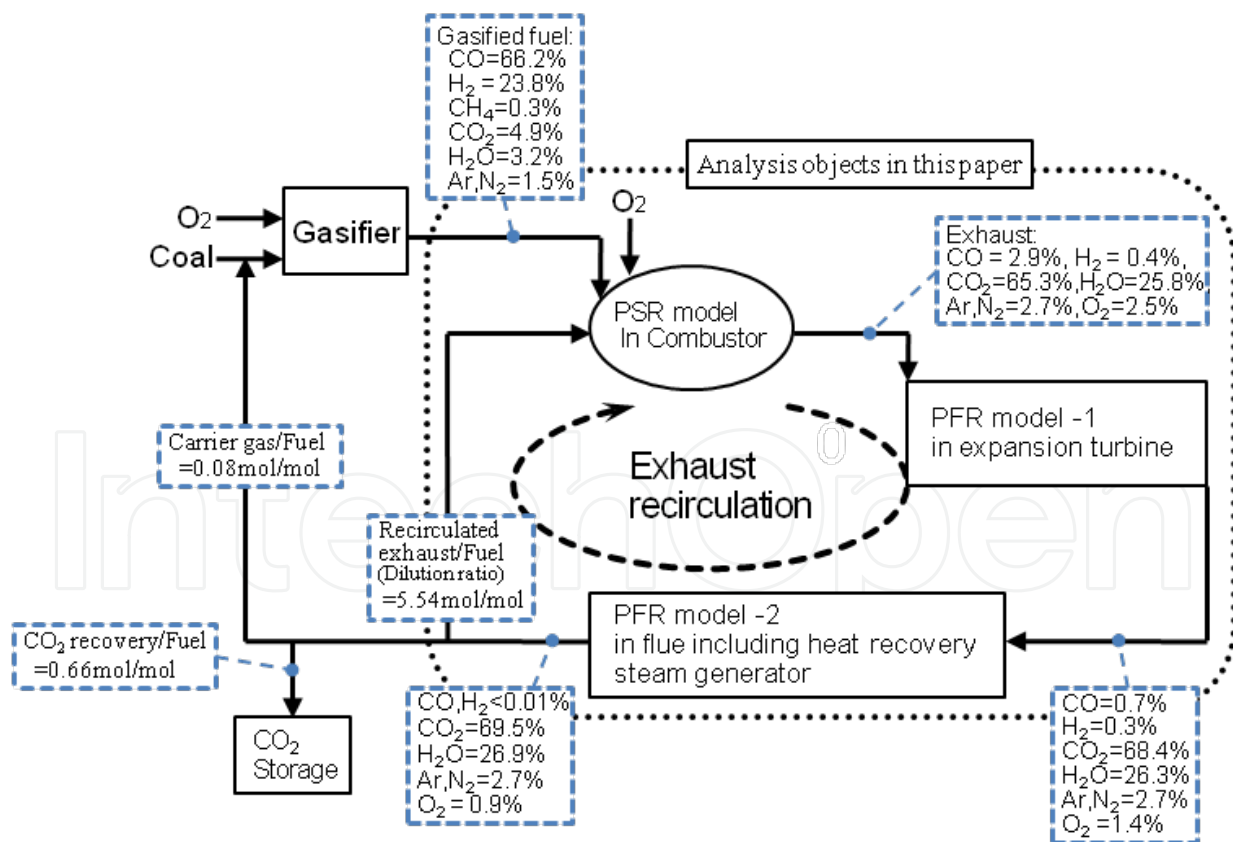 Gasified fuel:
CO=66.2%
H₂ = 23.8%
CH₄=0.3%
CO₂=4.9%
H₂O=3.2%
Ar,N₂=1.5%
Analysis objects in this paper
O₂
Coal
Gasifier
O₂
PSR model
In Combustor
Exhaust:
CO = 2.9%, H₂ = 0.4%,
CO₂=65.3%,H₂O=25.8%,
Ar,N₂=2.7%,O₂=2.5%
PFR model -1
in expansion turbine
Carrier gas/Fuel
=0.08mol/mol
Exhaust
recirculation
Recirculated
exhaust/Fuel
(Dilution ratio)
=5.54mol/mol
PFR model -2
in flue including heat recovery
steam generator
CO₂ recovery/Fuel
=0.66mol/mol
CO₂
Storage
CO,H₂<0.01%
CO₂=69.5%
H₂O=26.9%
Ar,N₂=2.7%
O₂ = 0.9%
CO=0.7%
H₂=0.3%
CO₂=68.4%
H₂O=26.3%
Ar,N₂=2.7%
O₂ =1.4%
0
IntechOpen